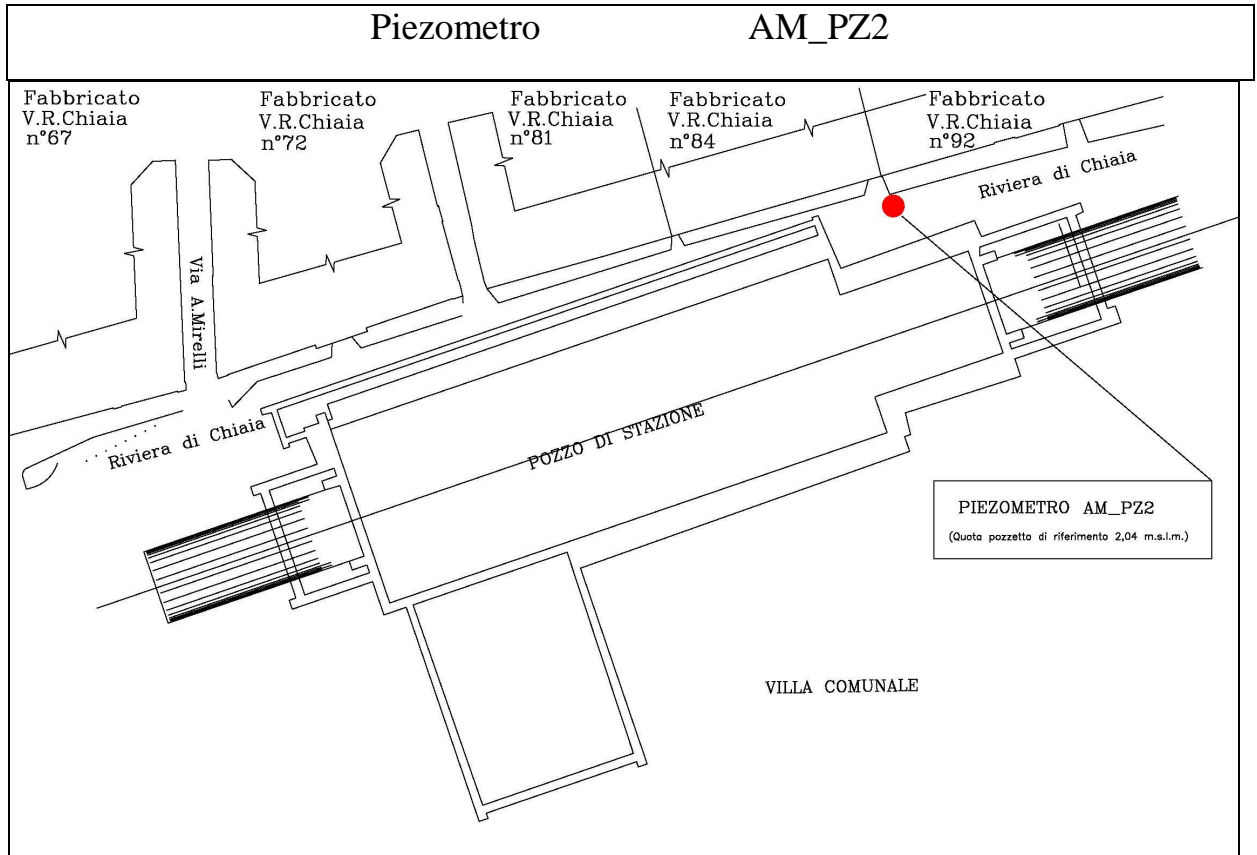 Piezometro AM_PZ2
Fabbricato
V.R.Chiaia
n°67
Fabbricato
V.R.Chiaia
n°72
Fabbricato
V.R.Chiaia
n°81
Fabbricato
V.R.Chiaia
n°84
Fabbricato
V.R.Chiaia
n°92
Riviera di Chiaia
Via A.Mirelli
Riviera di Chiaia
POZZO DI STAZIONE
PIEZOMETRO AM_PZ2
(Quota pozzetto di riferimento 2,04 m.s.l.m.)
VILLA COMUNALE